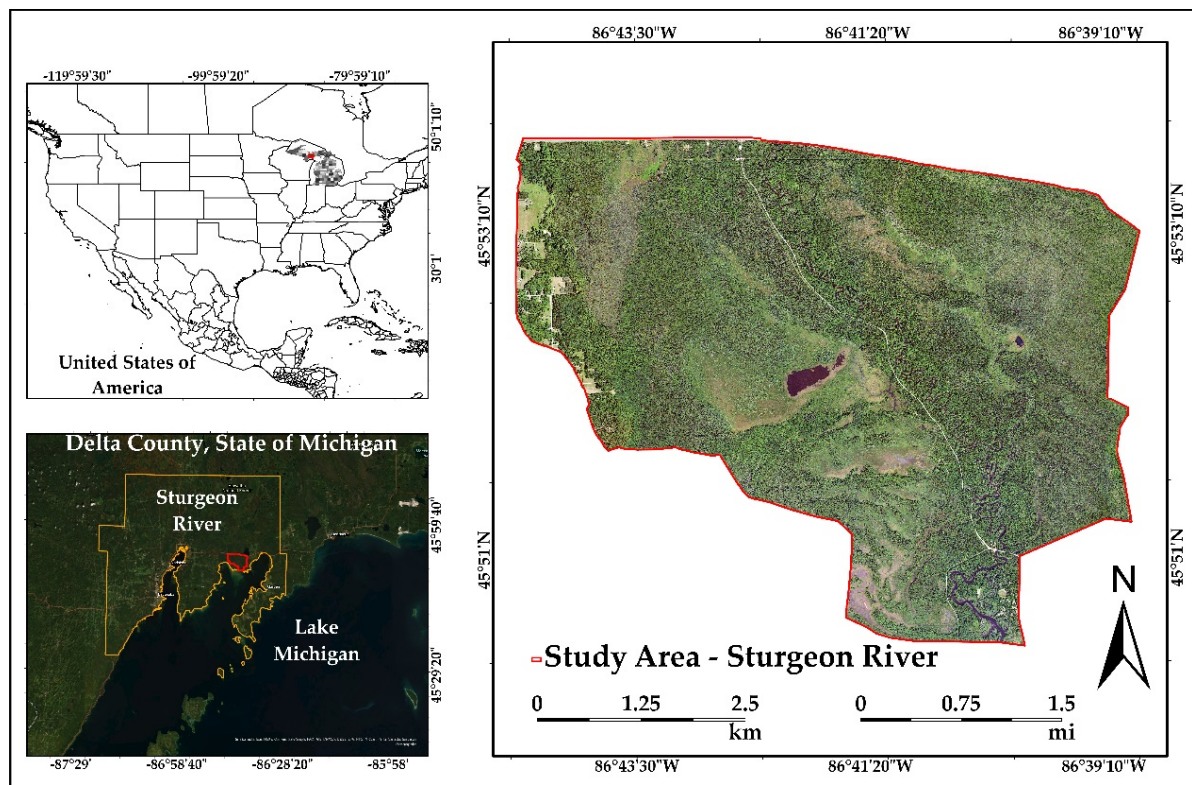 -119°59'30" -99°59'20" -79°59'10"
50°1'10"
30°1'
United States of
America
Delta County, State of Michigan
Sturgeon
River
Lake
Michigan
45°59'40"
45°29'20"
-87°29' -86°58'40" -86°28'20" -85°58'
86°43'30"W 86°41'20"W 86°39'10"W
45°53'10"N
45°51'N
45°53'10"N
45°51'N
N
Study Area - Sturgeon River
0 1.25 2.5
km
0 0.75 1.5
mi
86°43'30"W 86°41'20"W 86°39'10"W